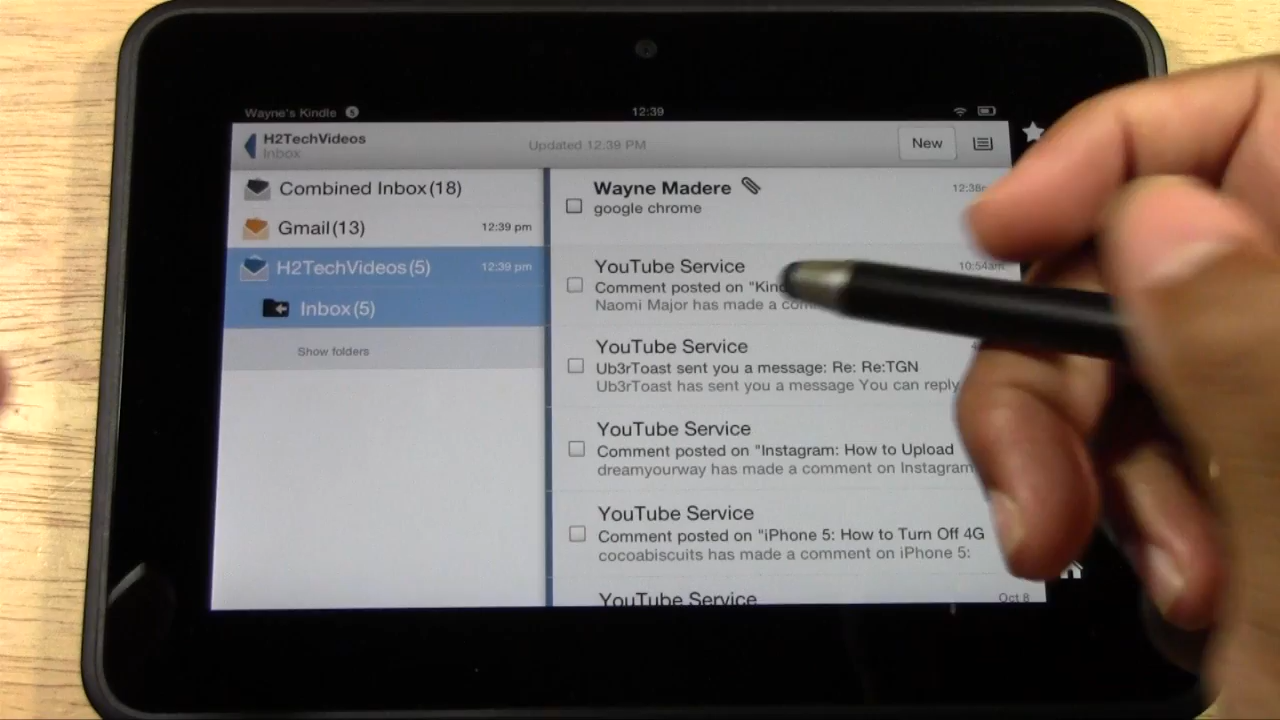 Wayne's Kindle 5
12:39
H2TechVideos
Inbox
Updated 12:39 PM
New
Combined Inbox (18)
Gmail (13) 12:39 pm
H2TechVideos (5) 12:39 pm
Inbox (5)
Show folders
Wayne Madere
google chrome
YouTube Service 10:54am
Comment posted on
Naomi Major has made a
YouTube Service
Ub3rToast sent you a message: Re: Re:TGN
Ub3rToast has sent you a message You can reply
YouTube Service
Comment posted on "Instagram: How to Upload
dreamyourway has made a comment on Instagram
YouTube Service
Comment posted on "iPhone 5: How to Turn Off 4G
cocoabiscuits has made a comment on iPhone 5:
YouTube Service Oct 8